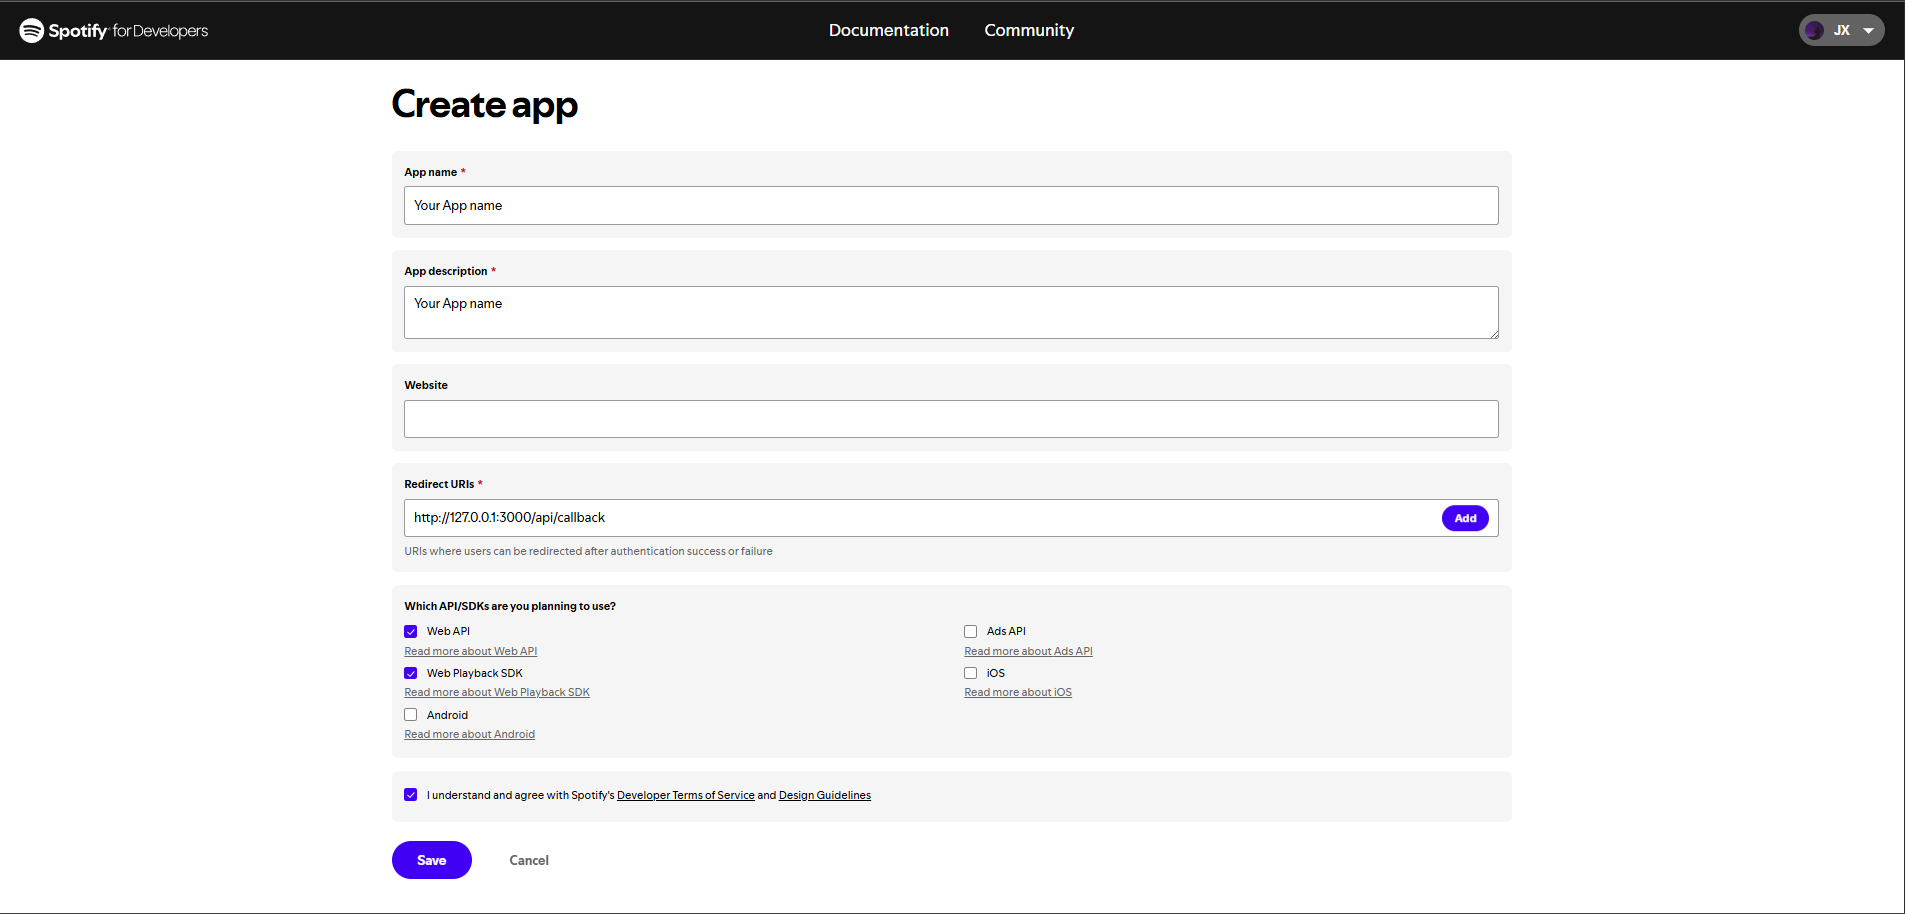 Spotify for Developers
Documentation
Community
JX
Create app
App name *
Your App name
App description *
Your App name
Website
Redirect URIs *
http://127.0.0.1:3000/api/callback
Add
URIs where users can be redirected after authentication success or failure
Which API/SDKs are you planning to use?
Web API
Read more about Web API
Web Playback SDK
Read more about Web Playback SDK
Android
Read more about Android
Ads API
Read more about Ads API
iOS
Read more about iOS
I understand and agree with Spotify's Developer Terms of Service and Design Guidelines
Save
Cancel